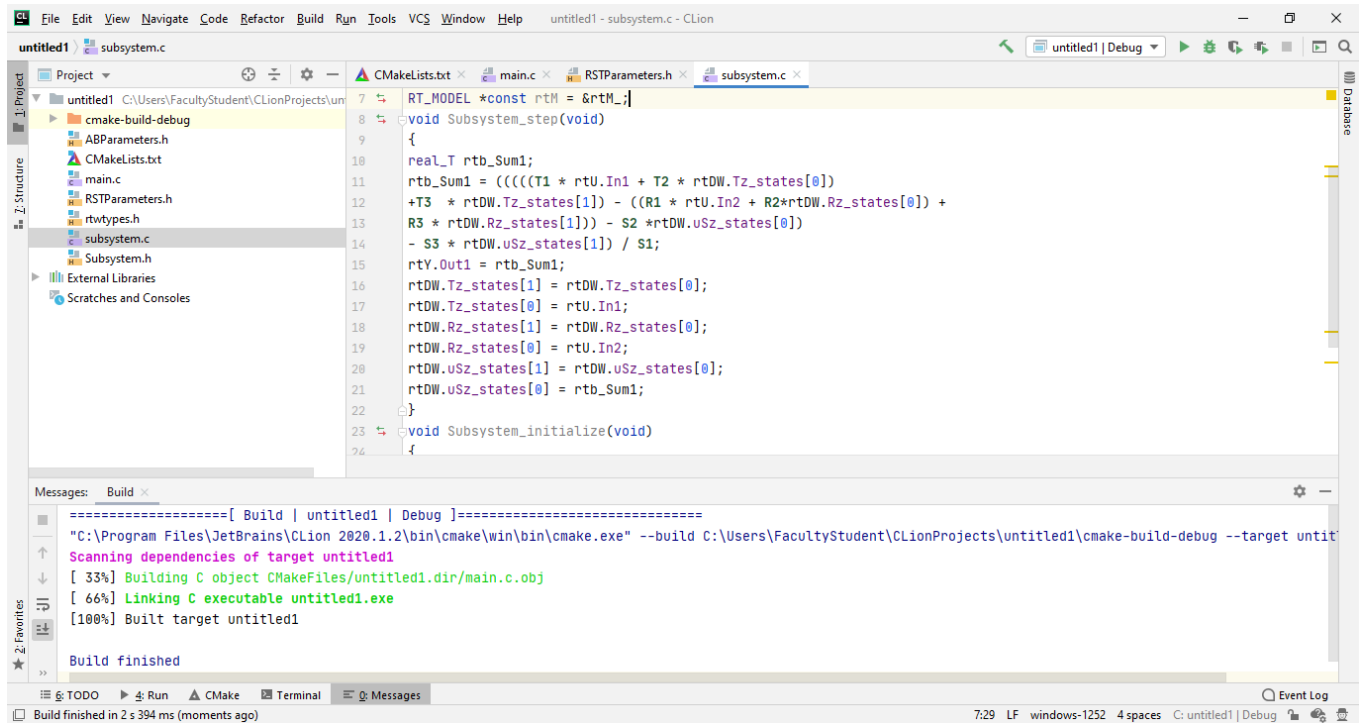 CL File Edit View Navigate Code Refactor Build Run Tools VCS Window Help untitled1 - subsystem.c - CLion
untitled1 subsystem.c untitled1 | Debug
1: Project
Project
CMakeLists.txt main.c RSTParameters.h subsystem.c
untitled1 C:\Users\FacultyStudent\CLionProjects\un
cmake-build-debug
ABParameters.h
CMakeLists.txt
main.c
RSTParameters.h
rtwtypes.h
subsystem.c
Subsystem.h
External Libraries
Scratches and Consoles
7: Structure
7 RT_MODEL *const rtM = &rtM_;
8 void Subsystem_step(void)
9 {
10 real_T rtb_Sum1;
11 rtb_Sum1 = (((((T1 * rtU.In1 + T2 * rtDW.Tz_states[0])
12 +T3  * rtDW.Tz_states[1]) - ((R1 * rtU.In2 + R2*rtDW.Rz_states[0]) +
13 R3 * rtDW.Rz_states[1])) - S2 *rtDW.uSz_states[0])
14 - S3 * rtDW.uSz_states[1]) / S1;
15 rtY.Out1 = rtb_Sum1;
16 rtDW.Tz_states[1] = rtDW.Tz_states[0];
17 rtDW.Tz_states[0] = rtU.In1;
18 rtDW.Rz_states[1] = rtDW.Rz_states[0];
19 rtDW.Rz_states[0] = rtU.In2;
20 rtDW.uSz_states[1] = rtDW.uSz_states[0];
21 rtDW.uSz_states[0] = rtb_Sum1;
22 }
23 void Subsystem_initialize(void)
24 {
Database
Messages: Build
====================[ Build | untitled1 | Debug ]===============================
"C:\Program Files\JetBrains\CLion 2020.1.2\bin\cmake\win\bin\cmake.exe" --build C:\Users\FacultyStudent\CLionProjects\untitled1\cmake-build-debug --target untit
Scanning dependencies of target untitled1
[ 33%] Building C object CMakeFiles/untitled1.dir/main.c.obj
[ 66%] Linking C executable untitled1.exe
[100%] Built target untitled1
Build finished
2: Favorites
6: TODO 4: Run CMake Terminal 0: Messages Event Log
Build finished in 2 s 394 ms (moments ago) 7:29 LF windows-1252 4 spaces C: untitled1 | Debug